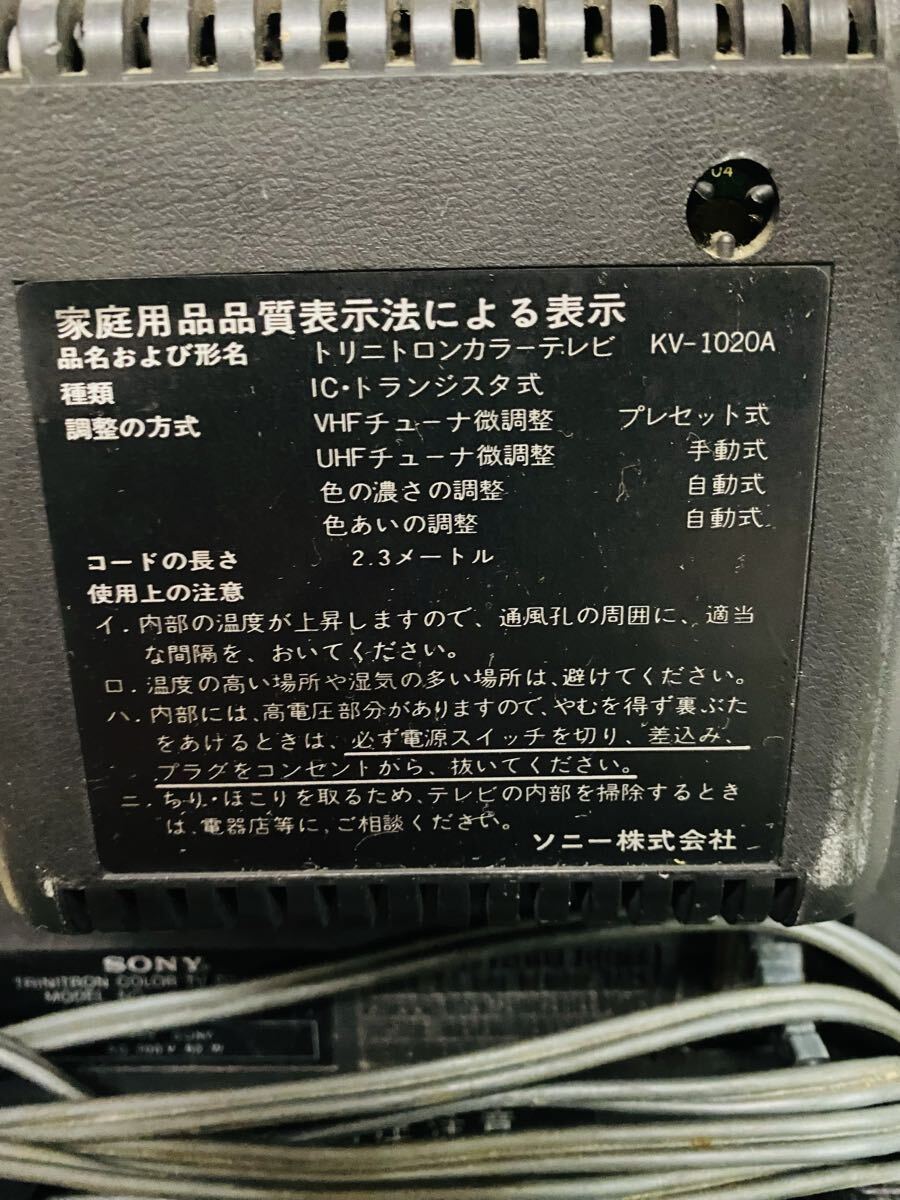 U4
家庭用品品質表示法による表示
品名および形名 トリニトロンカラーテレビ KV-1020A
種類 IC・トランジスタ式
調整の方式 VHFチューナ微調整 プレセット式
UHFチューナ微調整 手動式
色の濃さの調整 自動式
色あいの調整 自動式
コードの長さ 2.3メートル
使用上の注意
イ. 内部の温度が上昇しますので、通風孔の周囲に、適当
な間隔を、おいてください。
ロ. 温度の高い場所や湿気の多い場所は、避けてください。
ハ. 内部には、高電圧部分がありますので、やむを得ず裏ぶた
をあけるときは、必ず電源スイッチを切り、差込み、
プラグをコンセントから、抜いてください。
ニ. ちり・ほこりを取るため、テレビの内部を掃除するとき
は、電器店等に、ご相談ください。
ソニー株式会社
SONY
TRINITRON COLOR TV
MODEL NO.
SONY